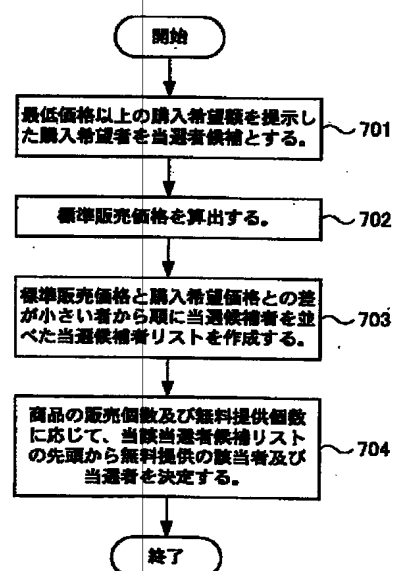 開始
最低価格以上の購入希望額を提示し
た購入希望者を当選者候補とする。
701
標準販売価格を算出する。
702
標準販売価格と購入希望価格との差
が小さい者から順に当選候補者を並
べた当選候補者リストを作成する。
703
商品の販売個数及び無料提供個数
に応じて、当該当選者候補リスト
の先頭から無料提供の該当者及び
当選者を決定する。
704
終了